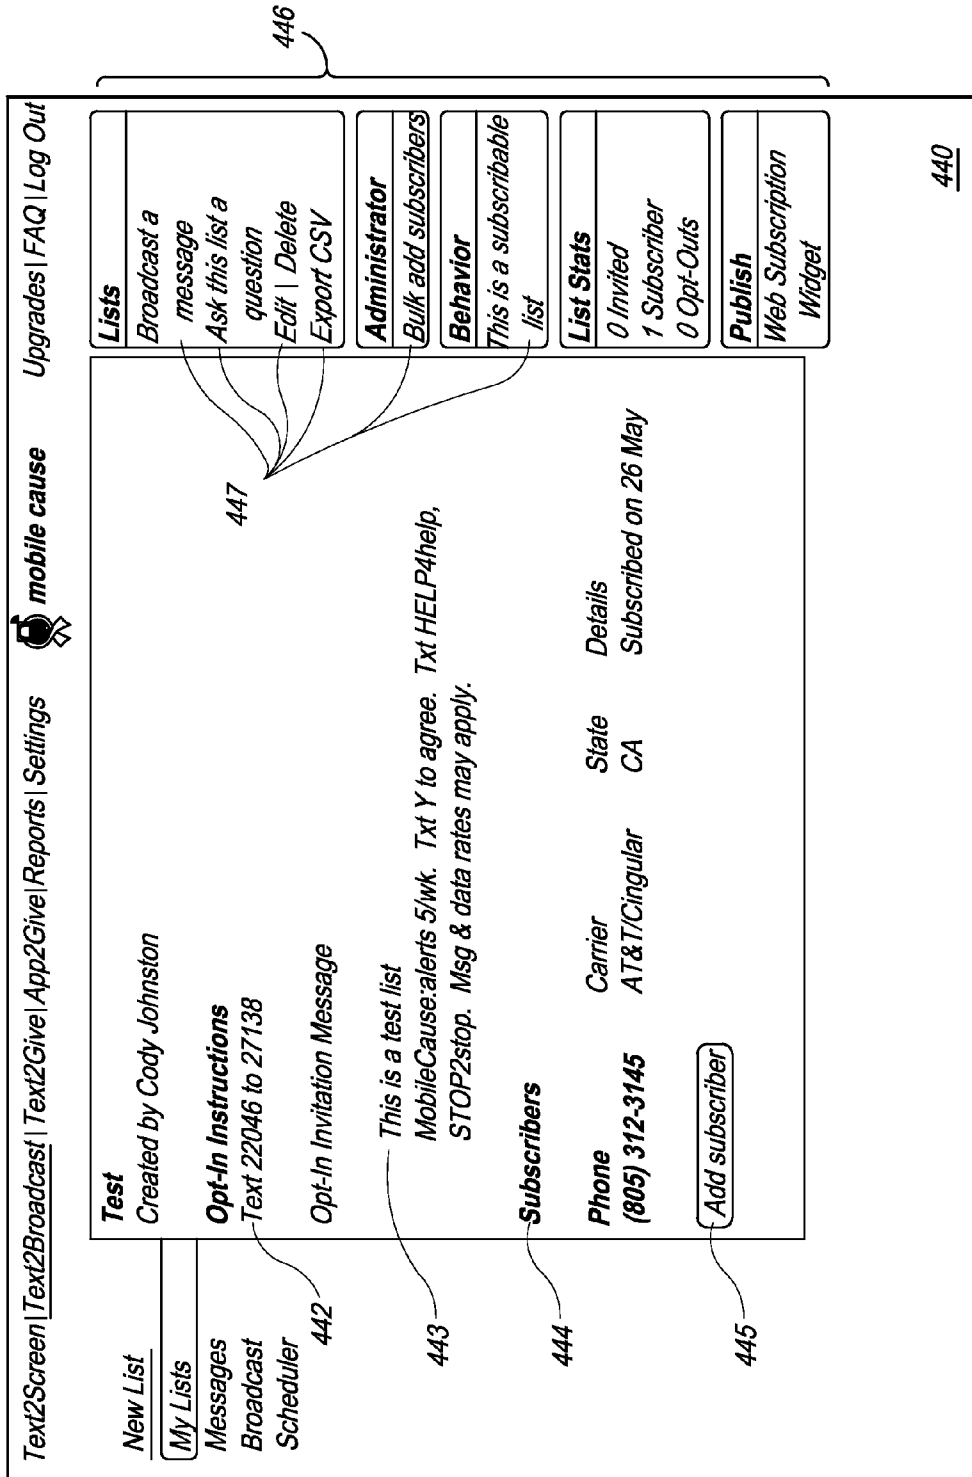 Text2Screen|Text2Broadcast|Text2Give|App2Give|Reports|Settings
mobile cause
Upgrades|FAQ|Log Out
New List
My Lists
Messages
Broadcast
Scheduler
Test
Created by Cody Johnston
Opt-In Instructions
Text 22046 to 27138
442
Opt-In Invitation Message
This is a test list
MobileCause:alerts 5/wk. Txt Y to agree. Txt HELP4help,
STOP2stop. Msg & data rates may apply.
443
Subscribers
444
Phone Carrier State Details
(805) 312-3145 AT&T/Cingular CA Subscribed on 26 May
Add subscriber
445
Lists
Broadcast a
message
Ask this list a
question
Edit | Delete
Export CSV
Administrator
Bulk add subscribers
Behavior
This is a subscribable
list
List Stats
0 Invited
1 Subscriber
0 Opt-Outs
Publish
Web Subscription
Widget
446
447
440